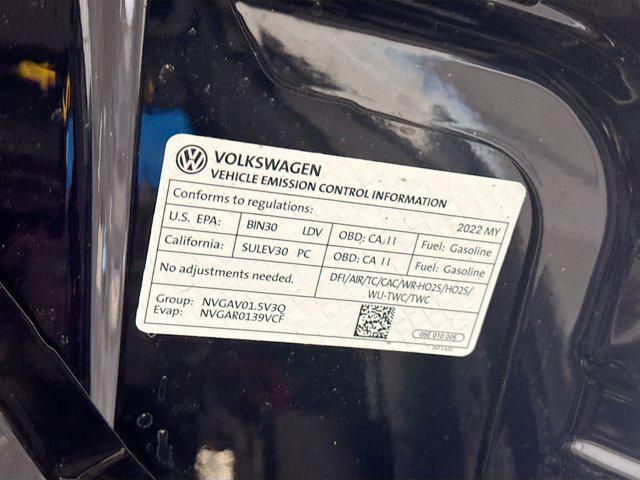 VOLKSWAGEN
VEHICLE EMISSION CONTROL INFORMATION
Conforms to regulations: 2022 MY
U.S. EPA: BIN30 LDV OBD: CA II Fuel: Gasoline
California: SULEV30 PC OBD: CA II Fuel: Gasoline
No adjustments needed. DFI/AIR/TC/CAC/WR-HO2S/HO2S/
WU-TWC/TWC
Group: NVGAV01.5V3Q
Evap: NVGAR0139VCF
05E 010 006